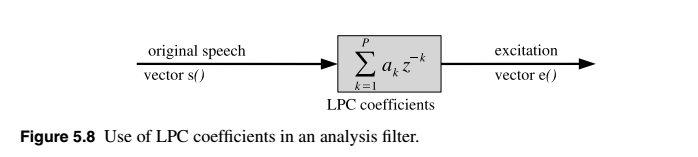 original speech
vector s()
P
∑ aₖ z⁻ᵏ
k=1
LPC coefficients
excitation
vector e()
Figure 5.8 Use of LPC coefficients in an analysis filter.